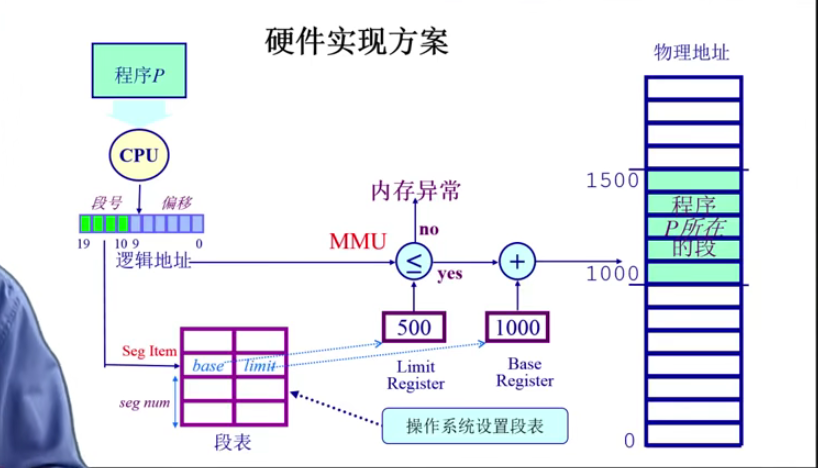 硬件实现方案
物理地址
程序P
CPU
段号 偏移
19 10 9 0
逻辑地址
MMU
内存异常
no
≤
yes
+
1500
程序
P所在
的段
1000
500
1000
Limit
Register
Base
Register
Seg Item
base limit
seg num
段表
操作系统设置段表
0